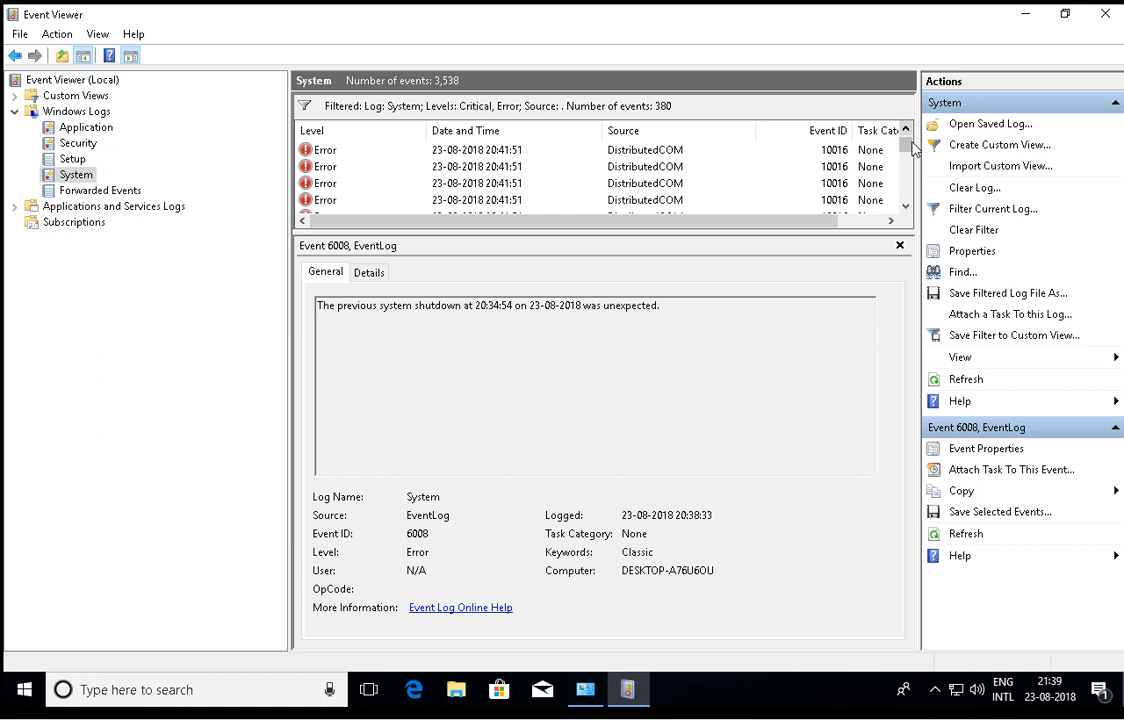 Event Viewer
File Action View Help
Event Viewer (Local)
Custom Views
Windows Logs
Application
Security
Setup
System
Forwarded Events
Applications and Services Logs
Subscriptions
System Number of events: 3,538
Filtered: Log: System; Levels: Critical, Error; Source: . Number of events: 380
Level Date and Time Source Event ID Task Cat
Error 23-08-2018 20:41:51 DistributedCOM 10016 None
Error 23-08-2018 20:41:51 DistributedCOM 10016 None
Error 23-08-2018 20:41:51 DistributedCOM 10016 None
Error 23-08-2018 20:41:51 DistributedCOM 10016 None
Event 6008, EventLog
General Details
The previous system shutdown at 20:34:54 on 23-08-2018 was unexpected.
Log Name: System
Source: EventLog Logged: 23-08-2018 20:38:33
Event ID: 6008 Task Category: None
Level: Error Keywords: Classic
User: N/A Computer: DESKTOP-A76U6OU
OpCode:
More Information: Event Log Online Help
Actions
System
Open Saved Log...
Create Custom View...
Import Custom View...
Clear Log...
Filter Current Log...
Clear Filter
Properties
Find...
Save Filtered Log File As...
Attach a Task To this Log...
Save Filter to Custom View...
View
Refresh
Help
Event 6008, EventLog
Event Properties
Attach Task To This Event...
Copy
Save Selected Events...
Refresh
Help
Type here to search
ENG
INTL
21:39
23-08-2018
1